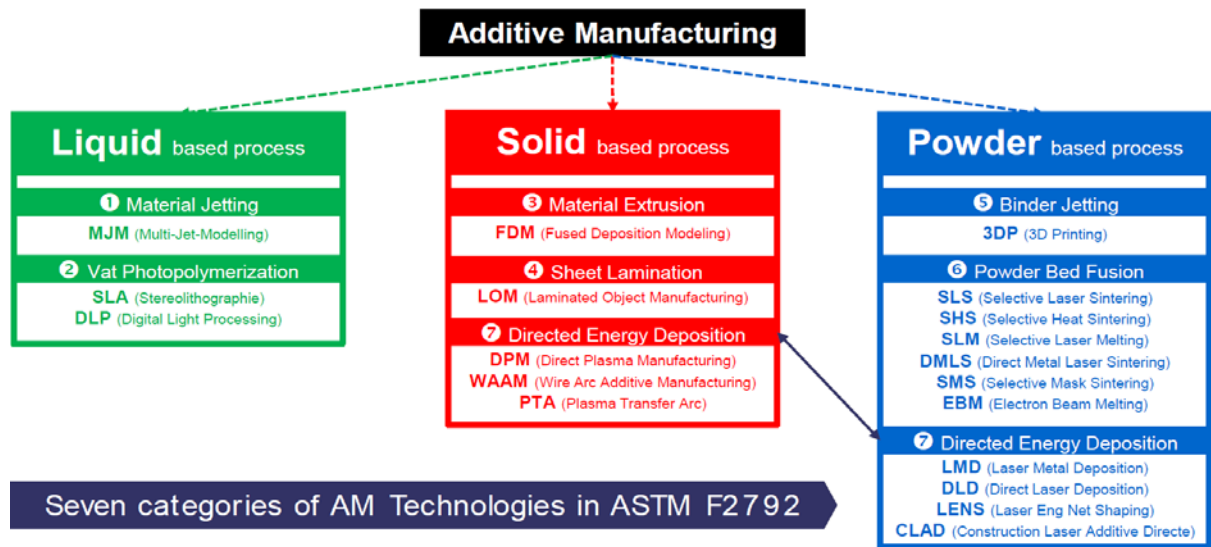 Additive Manufacturing
Liquid based process
❶ Material Jetting
MJM (Multi-Jet-Modelling)
❷ Vat Photopolymerization
SLA (Stereolithographie)
DLP (Digital Light Processing)
Solid based process
❸ Material Extrusion
FDM (Fused Deposition Modeling)
❹ Sheet Lamination
LOM (Laminated Object Manufacturing)
❼ Directed Energy Deposition
DPM (Direct Plasma Manufacturing)
WAAM (Wire Arc Additive Manufacturing)
PTA (Plasma Transfer Arc)
Powder based process
❺ Binder Jetting
3DP (3D Printing)
❻ Powder Bed Fusion
SLS (Selective Laser Sintering)
SHS (Selective Heat Sintering)
SLM (Selective Laser Melting)
DMLS (Direct Metal Laser Sintering)
SMS (Selective Mask Sintering)
EBM (Electron Beam Melting)
❼ Directed Energy Deposition
LMD (Laser Metal Deposition)
DLD (Direct Laser Deposition)
LENS (Laser Eng Net Shaping)
CLAD (Construction Laser Additive Directe)
Seven categories of AM Technologies in ASTM F2792